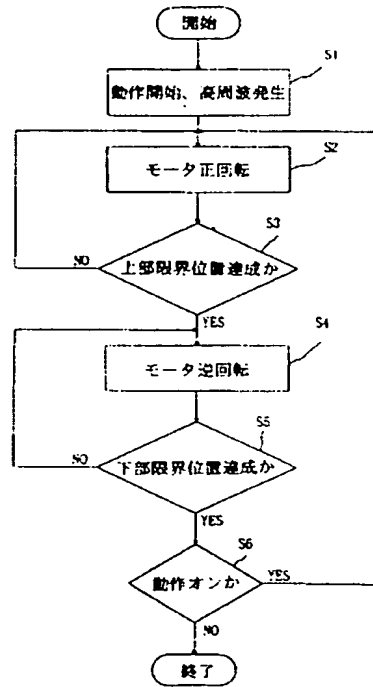 開始
S1
動作開始、高周波発生
S2
モータ正回転
S3
上部限界位置達成か
NO
YES
S4
モータ逆回転
S5
下部限界位置達成か
NO
YES
S6
動作オンか
YES
NO
終了